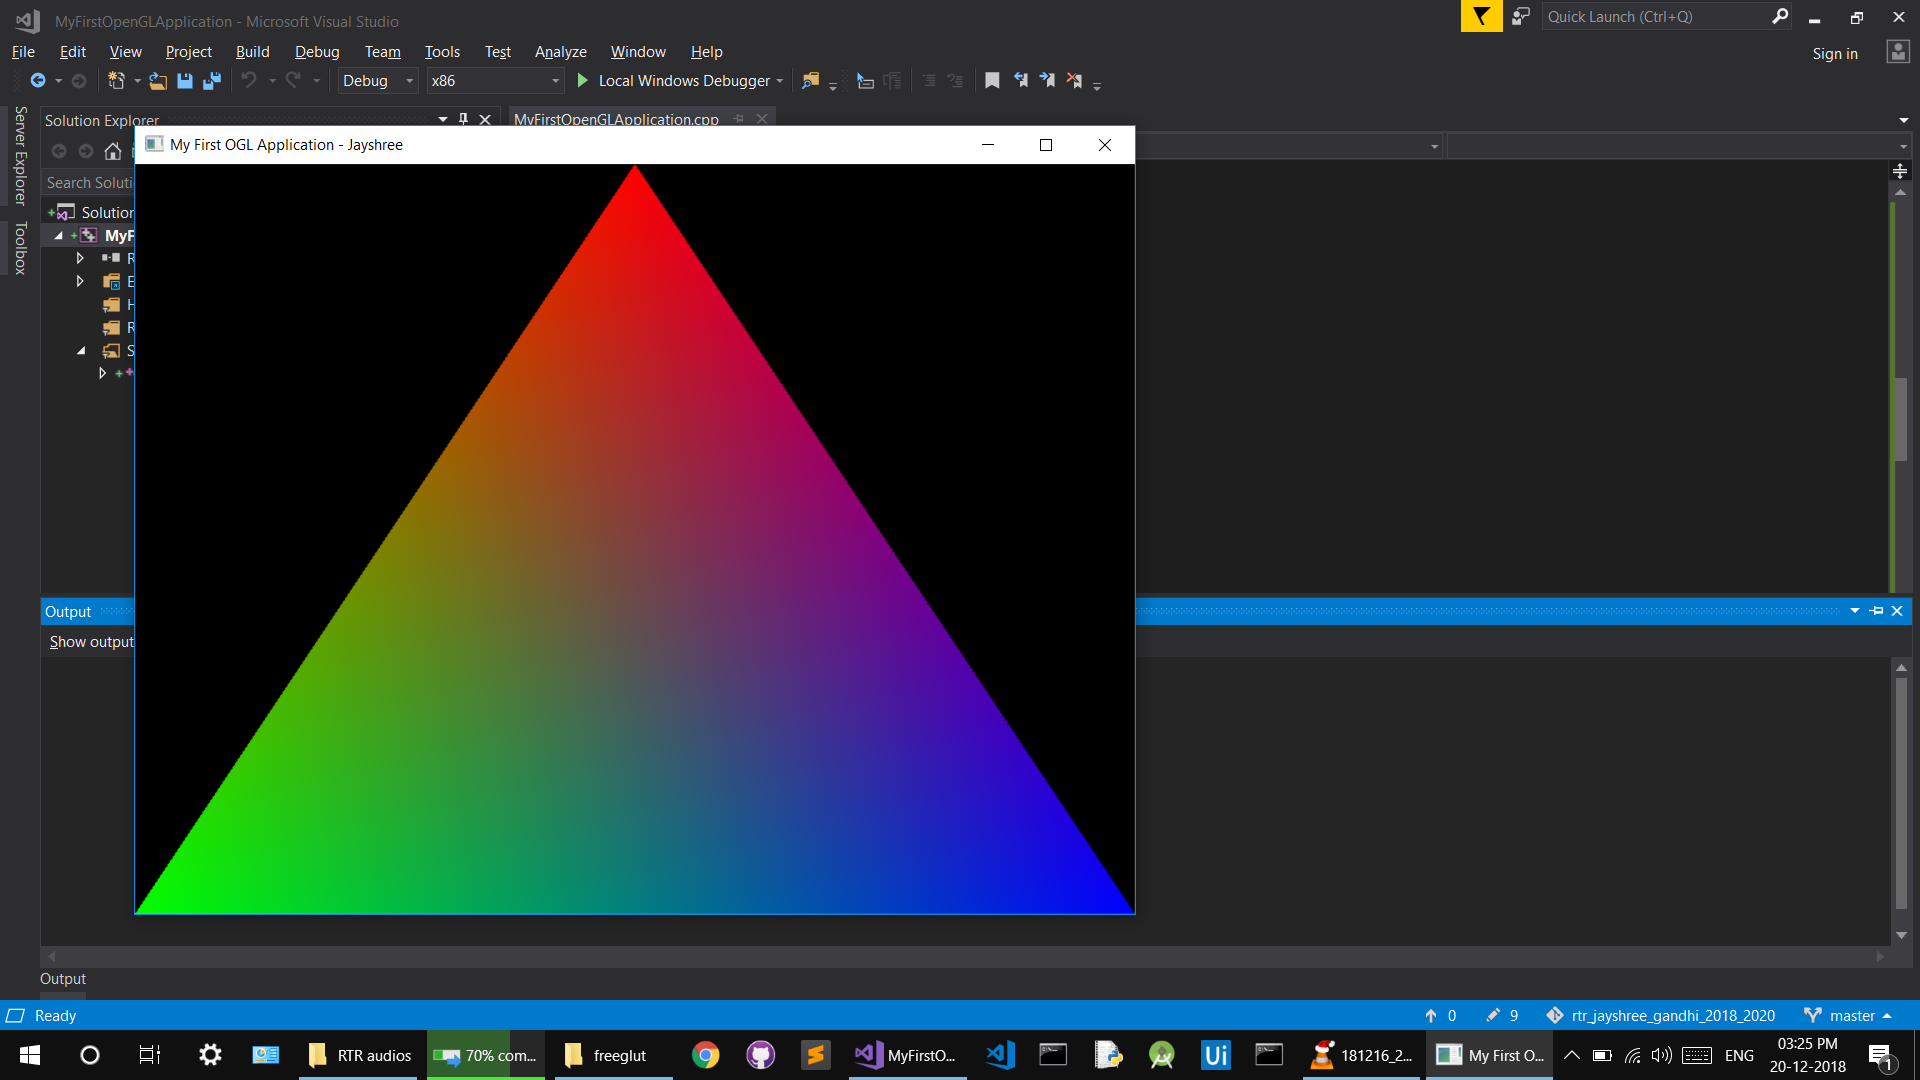 MyFirstOpenGLApplication - Microsoft Visual Studio
Quick Launch (Ctrl+Q)
File Edit View Project Build Debug Team Tools Test Analyze Window Help
Sign in
Debug x86 Local Windows Debugger
Server Explorer
Toolbox
Solution Explorer
MyFirstOpenGLApplication.cpp
My First OGL Application - Jayshree
Search Soluti
Solution
MyF
R
E
H
R
S
Output
Show output
Output
Ready
0 9 rtr_jayshree_gandhi_2018_2020 master
RTR audios 70% com... freeglut MyFirstO... Ui 181216_2... My First O... ENG
03:25 PM
20-12-2018
1